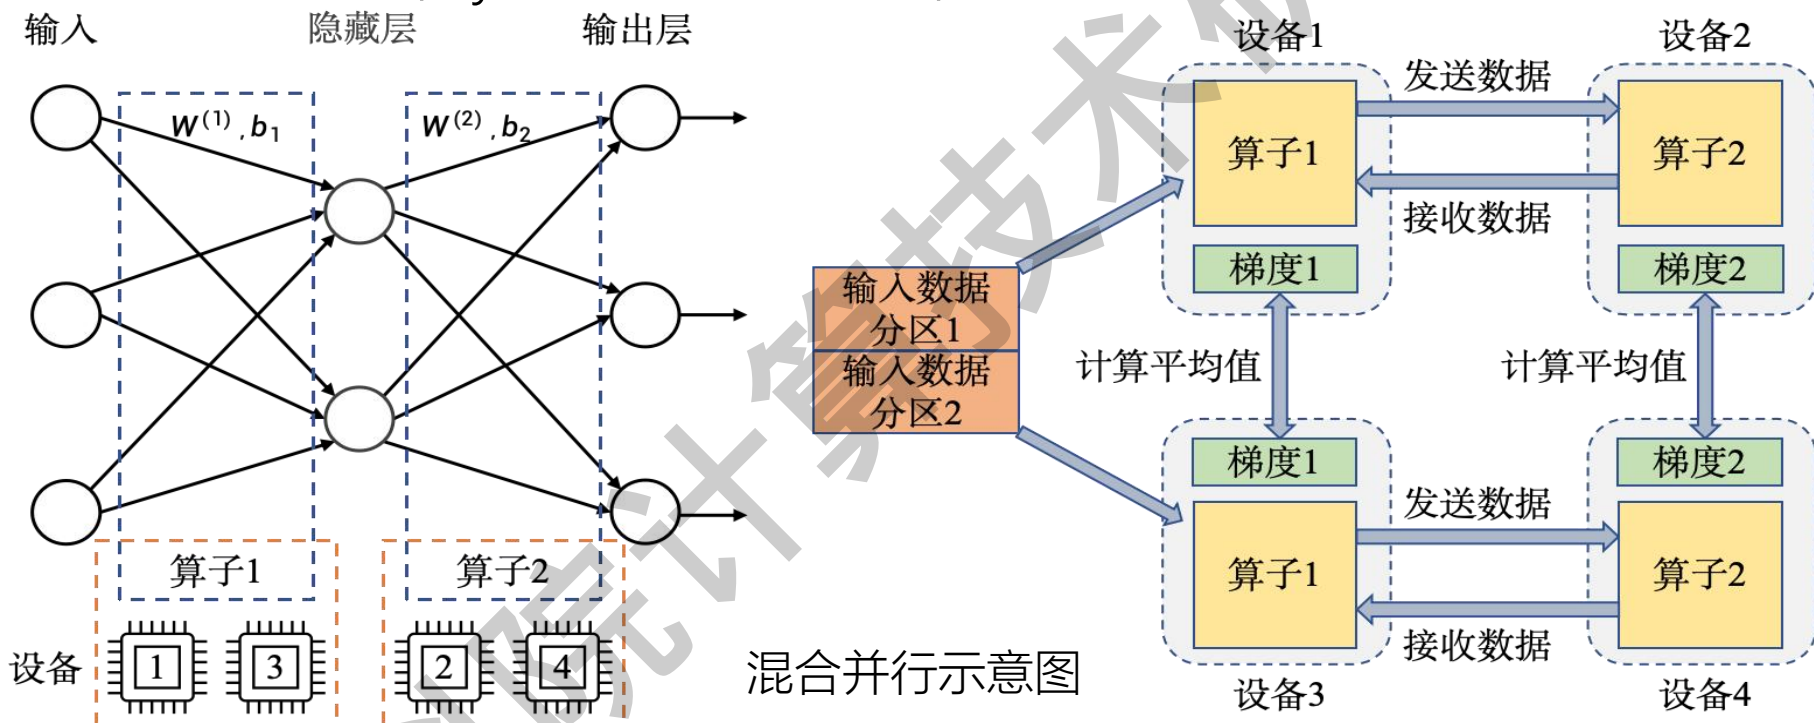 输入
隐藏层
输出层
W(1),b1
W(2),b2
算子1
算子2
设备
1
3
2
4
混合并行示意图
输入数据
分区1
输入数据
分区2
设备1
设备2
发送数据
算子1
算子2
接收数据
梯度1
梯度2
计算平均值
计算平均值
梯度1
梯度2
发送数据
算子1
算子2
接收数据
设备3
设备4
院计算技术